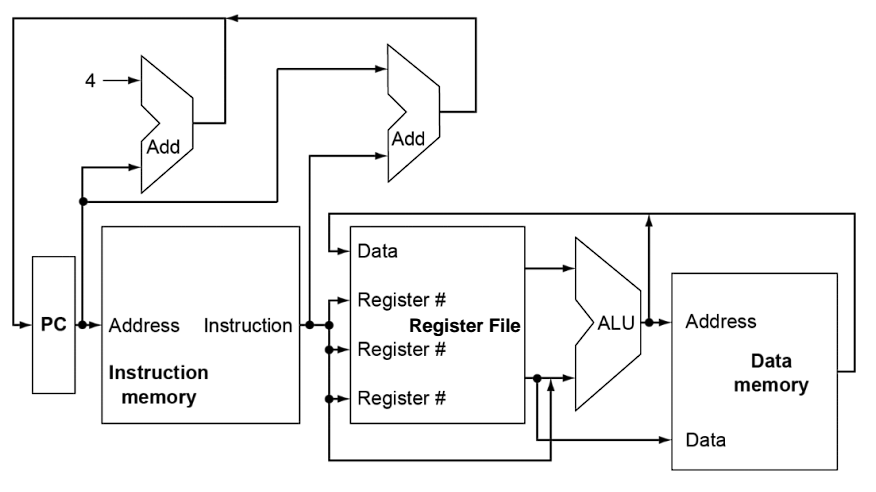 4
Add
Add
Data
Register #
PC
Address
Instruction
Register File
ALU
Address
Register #
Instruction
memory
Data
memory
Register #
Data